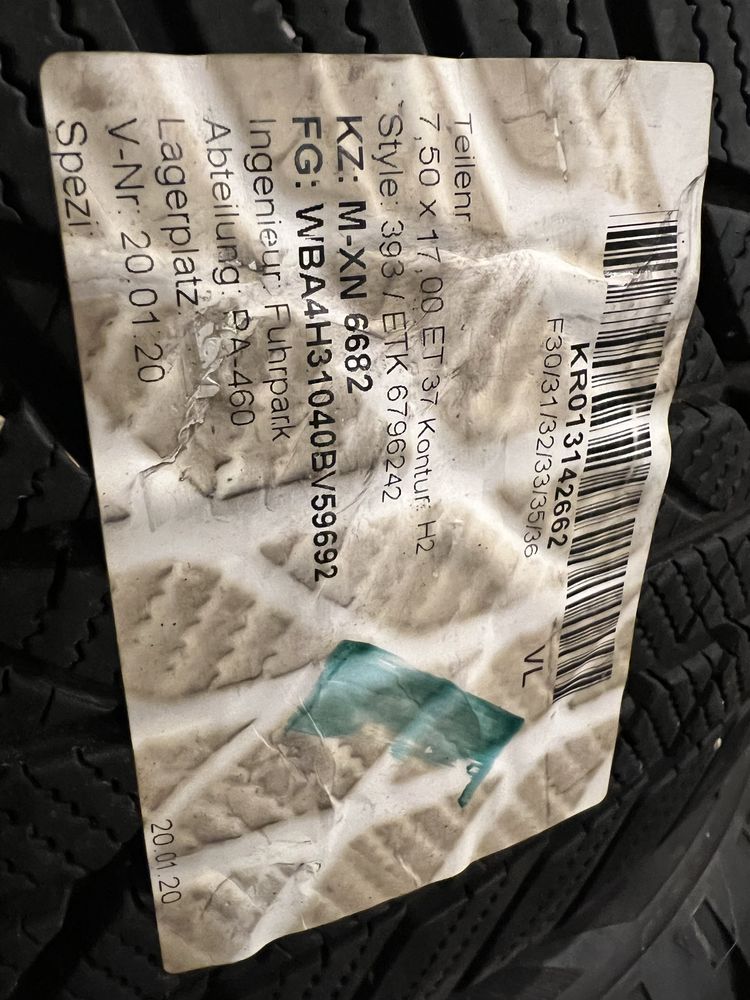 KR013142662
F30/31/32/33/35/36
VL
Teilenr
7,50 x 17,00 ET 37 Kontur: H2
Style: 393 / ETK 6796242
KZ: M-XN 6682
FG: WBA4H31040BV59692
Ingenieur: Fuhrpark
Abteilung: PA-460
Lagerplatz:
V-Nr: 20.01.20
Spezi:
20.01.20